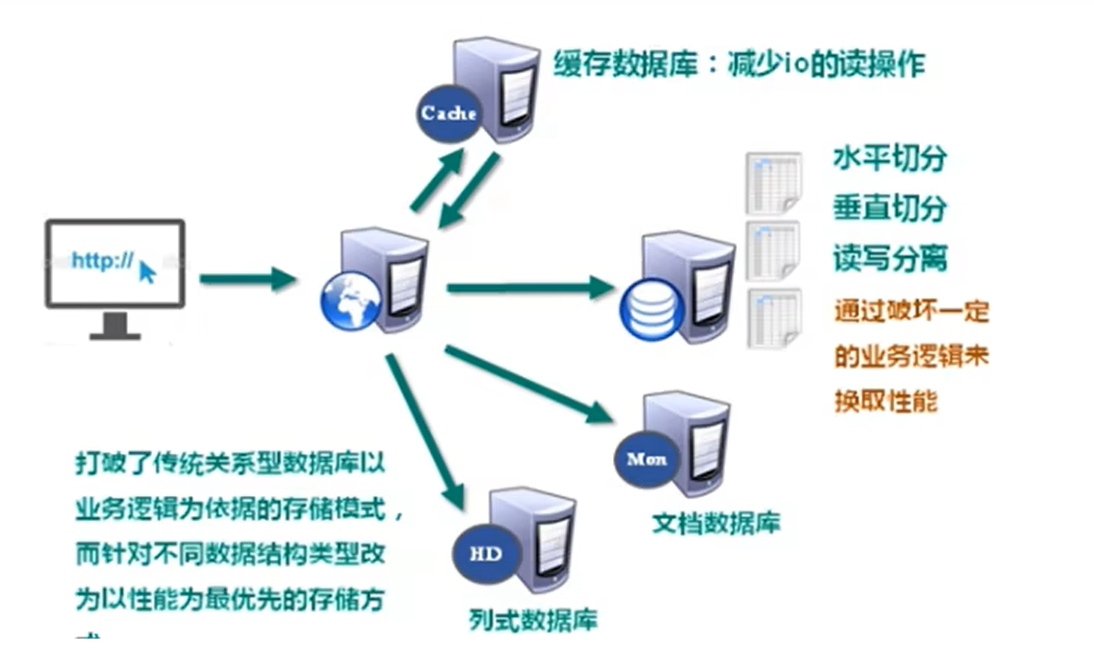 缓存数据库：减少io的读操作
Cache
水平切分
垂直切分
读写分离
通过破坏一定
的业务逻辑来
换取性能
http://
Mon
文档数据库
打破了传统关系型数据库以
业务逻辑为依据的存储模式，
而针对不同数据结构类型改
为以性能为最优先的存储方
HD
列式数据库